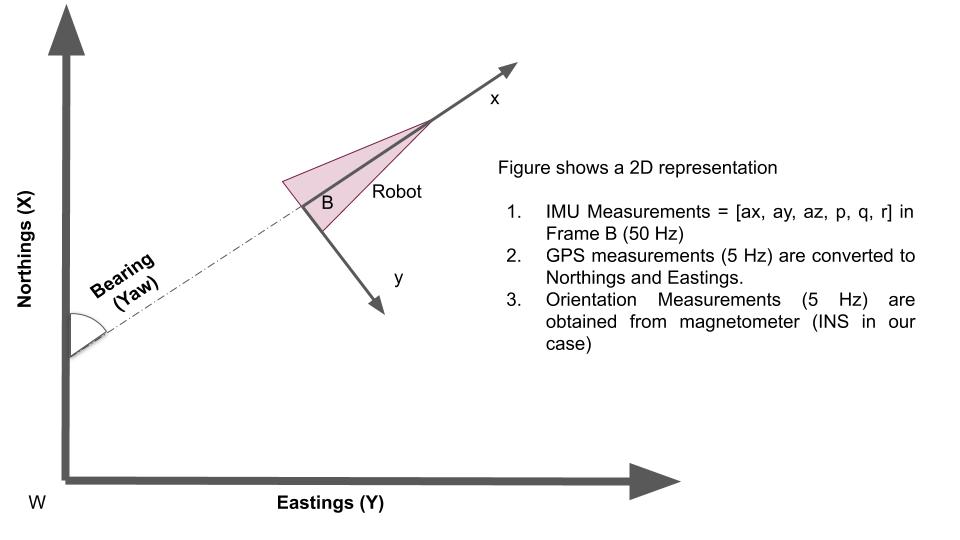 x
Figure shows a 2D representation
Robot
B
1. IMU Measurements = [ax, ay, az, p, q, r] in
Frame B (50 Hz)
2. GPS measurements (5 Hz) are converted to
Northings and Eastings.
3. Orientation Measurements (5 Hz) are
obtained from magnetometer (INS in our
case)
Northings (X)
Bearing
(Yaw)
y
W
Eastings (Y)